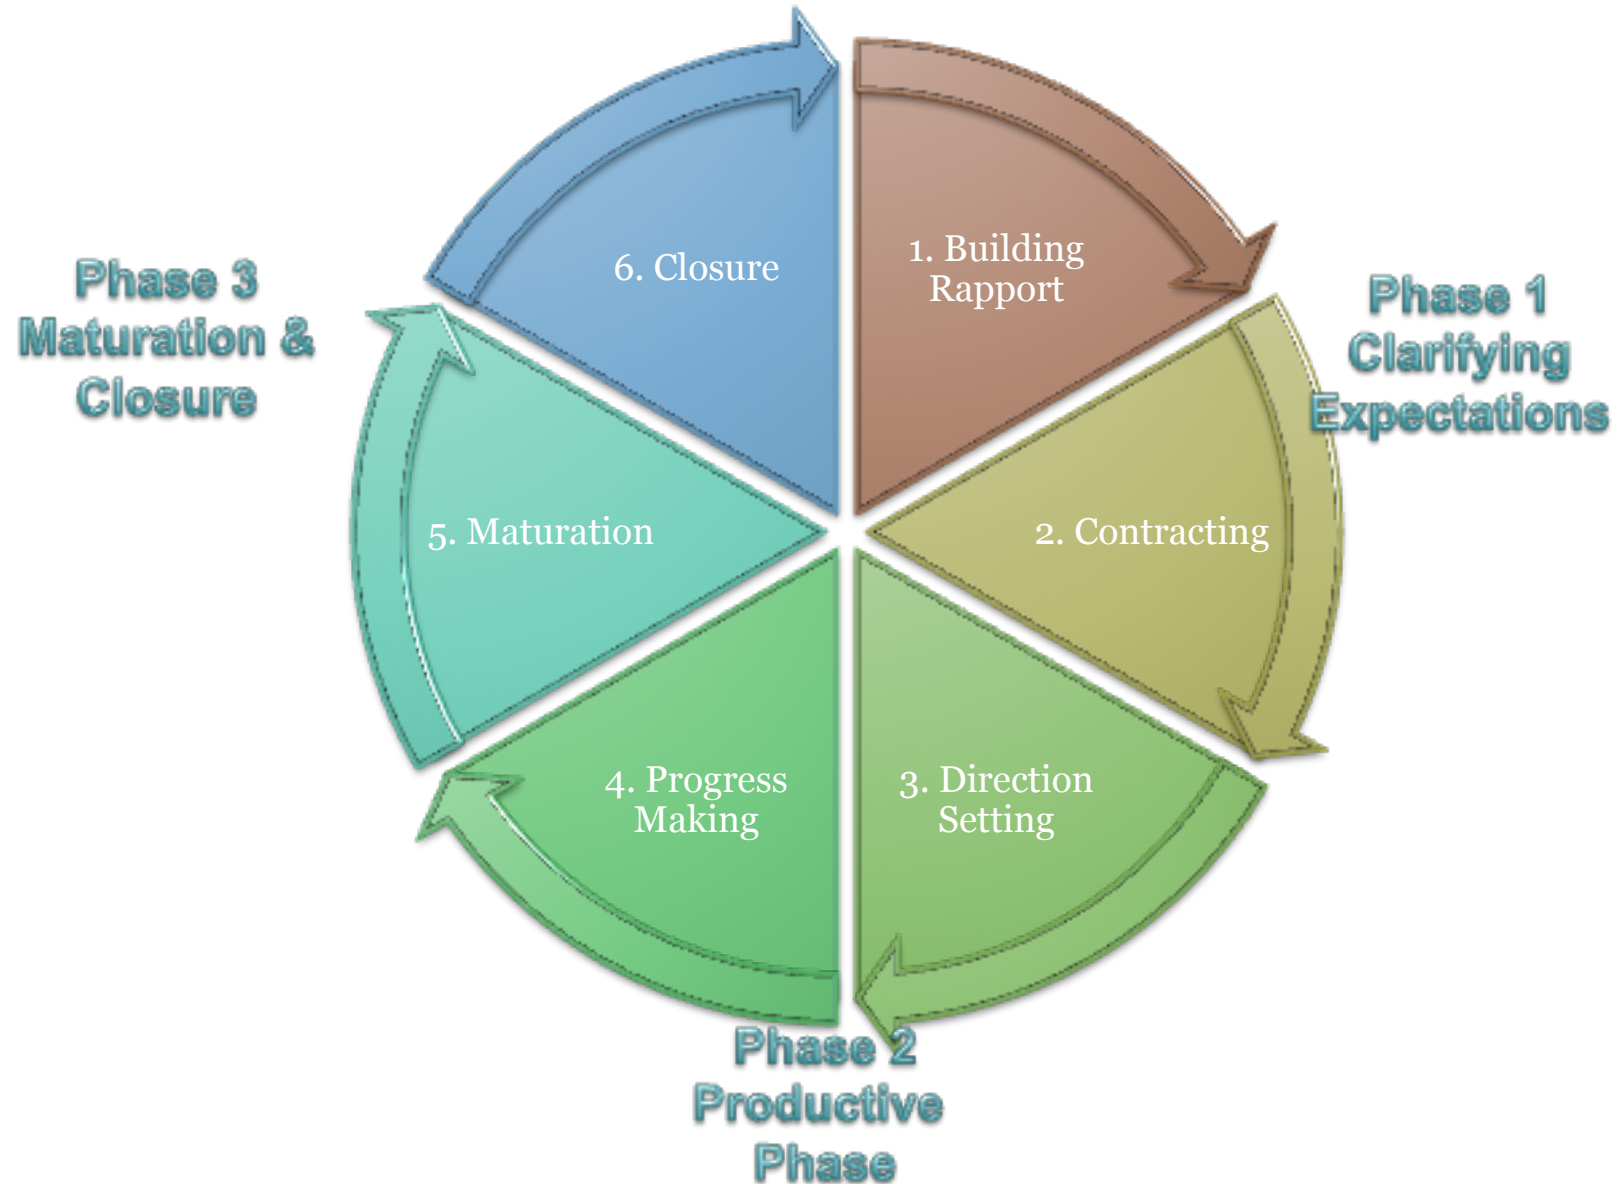 1. Building
Rapport
2. Contracting
3. Direction
Setting
4. Progress
Making
5. Maturation
6. Closure
Phase 1
Clarifying
Expectations
Phase 2
Productive
Phase
Phase 3
Maturation &
Closure